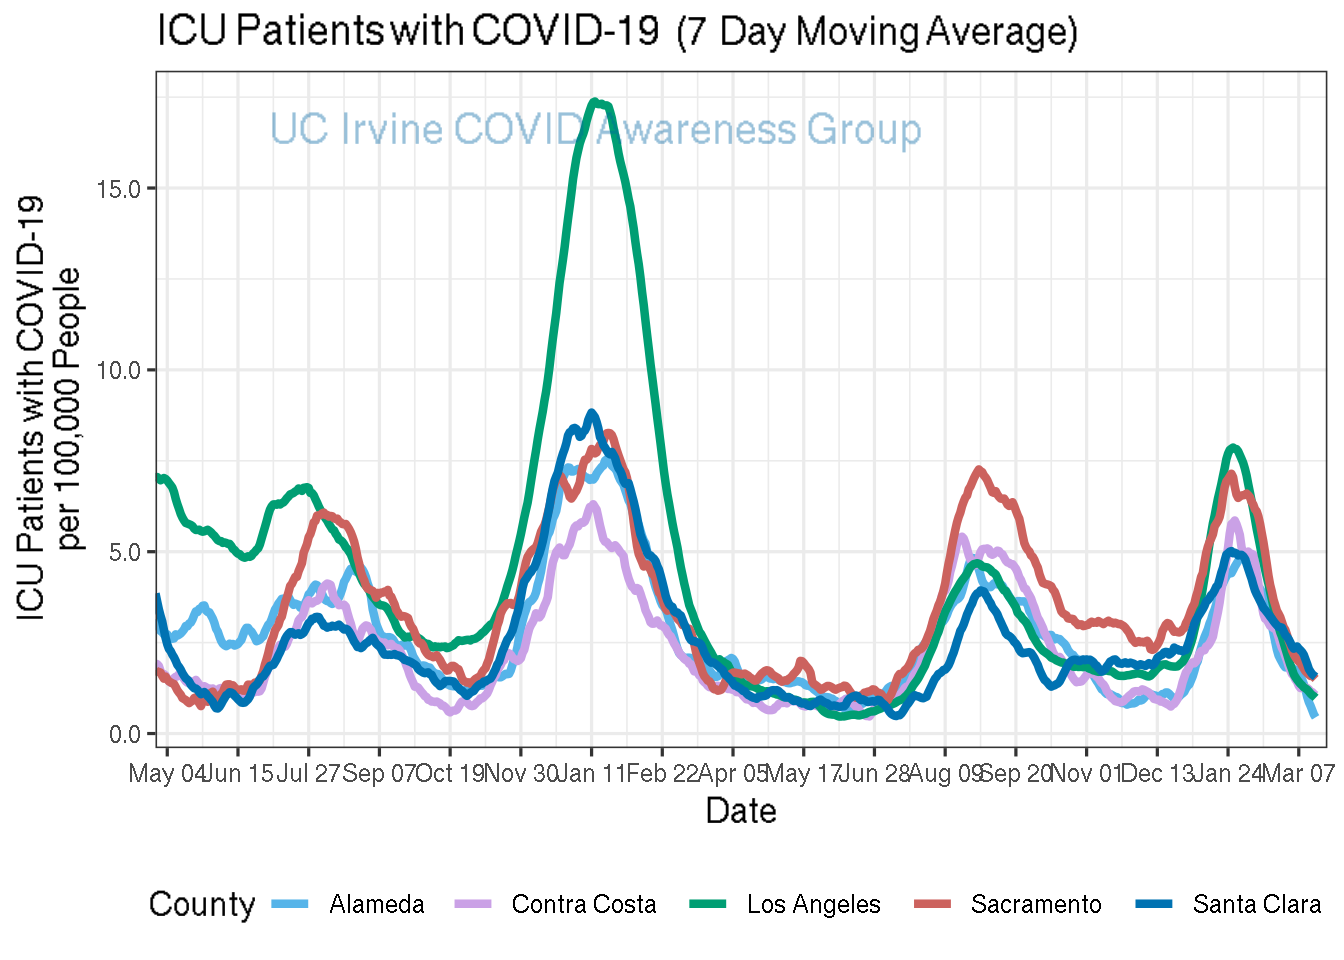 ICU Patients with COVID-19 (7 Day Moving Average)
UC Irvine COVID Awareness Group
ICU Patients with COVID-19
per 100,000 People
15.0
10.0
5.0
0.0
May 04 Jun 15 Jul 27 Sep 07 Oct 19 Nov 30 Jan 11 Feb 22 Apr 05 May 17 Jun 28 Aug 09 Sep 20 Nov 01 Dec 13 Jan 24 Mar 07
Date
County Alameda Contra Costa Los Angeles Sacramento Santa Clara